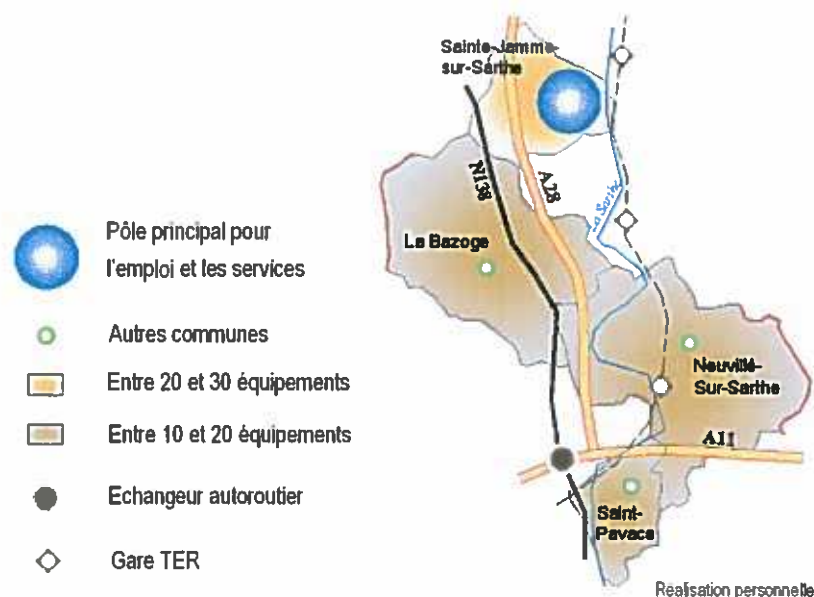 Sainte-Jamme-
sur-Sarthe
N138
A28
La Sarthe
La Bazoge
Neuvillé-
Sur-Sarthe
A11
Saint-
Pavace
Pôle principal pour
l'emploi et les services
Autres communes
Entre 20 et 30 équipements
Entre 10 et 20 équipements
Echangeur autoroutier
Gare TER
Réalisation personnelle